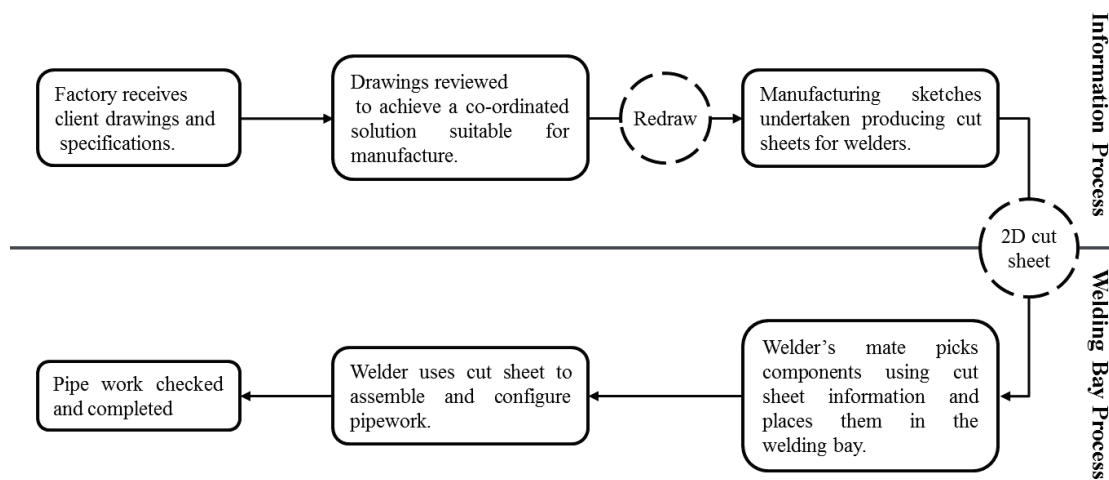 Factory receives
client drawings and
specifications.
Drawings reviewed
to achieve a co-ordinated
solution suitable for
manufacture.
Redraw
Manufacturing sketches
undertaken producing cut
sheets for welders.
Information Process
2D cut
sheet
Welding Bay Process
Welder's mate picks
components using cut
sheet information and
places them in the
welding bay.
Welder uses cut sheet to
assemble and configure
pipework.
Pipe work checked
and completed